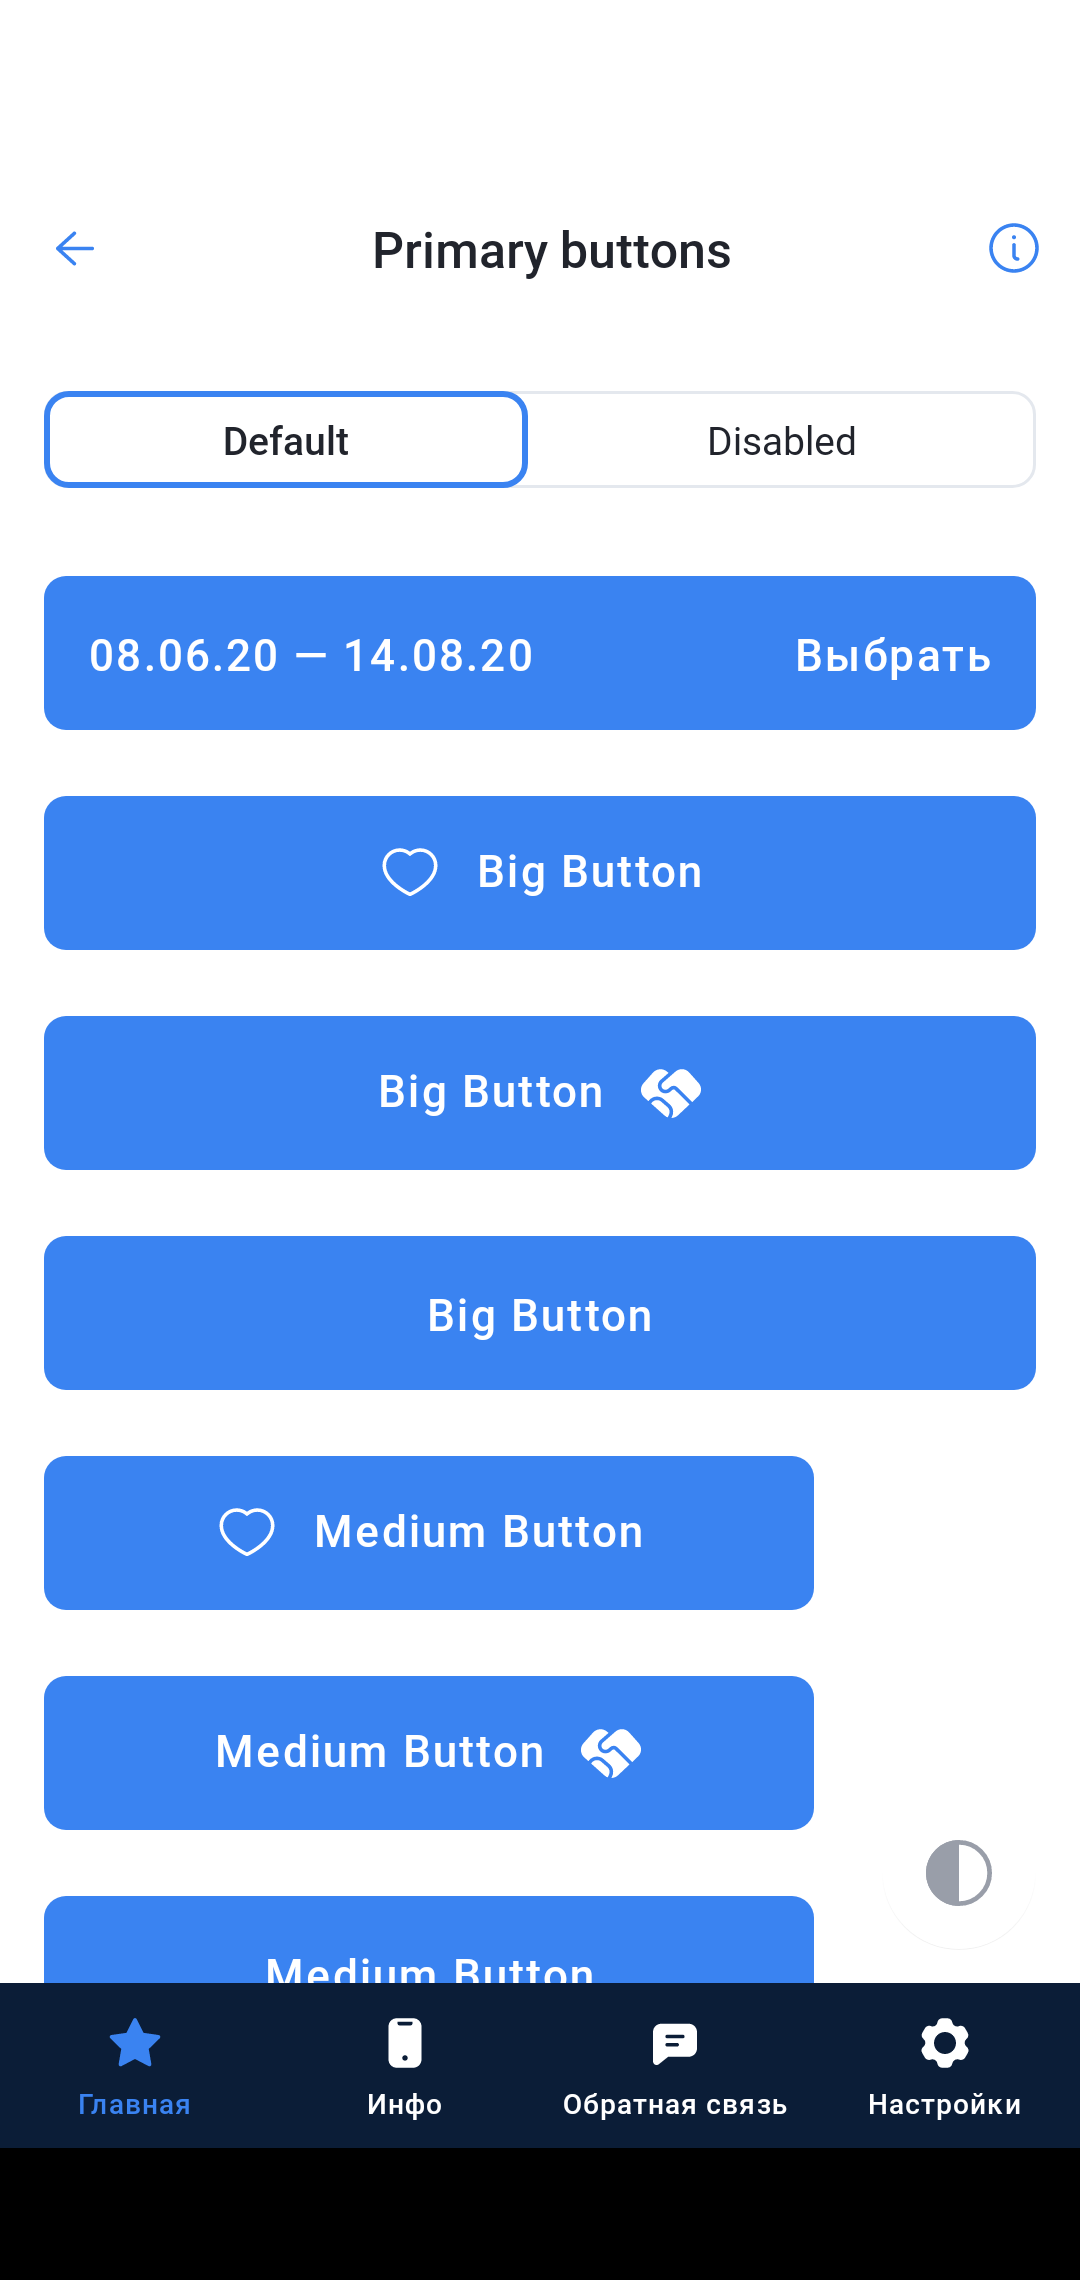 Primary buttons
Default
Disabled
08.06.20 — 14.08.20
Выбрать
Big Button
Big Button
Big Button
Medium Button
Medium Button
Medium Button
Главная
Инфо
Обратная связь
Настройки